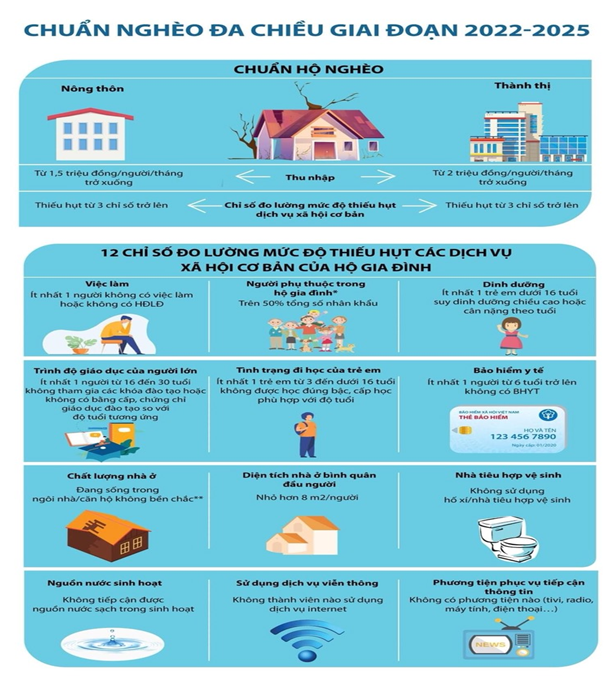 CHUẨN NGHÈO ĐA CHIỀU GIAI ĐOẠN 2022-2025
CHUẨN HỘ NGHÈO
Nông thôn
Thành thị
Từ 1,5 triệu đồng/người/tháng
trở xuống
Thu nhập
Từ 2 triệu đồng/người/tháng
trở xuống
Thiếu hụt từ 3 chỉ số trở lên
Chỉ số đo lường mức độ thiếu hụt
dịch vụ xã hội cơ bản
Thiếu hụt từ 3 chỉ số trở lên
12 CHỈ SỐ ĐO LƯỜNG MỨC ĐỘ THIẾU HỤT CÁC DỊCH VỤ
XÃ HỘI CƠ BẢN CỦA HỘ GIA ĐÌNH
Việc làm
Ít nhất 1 người không có việc làm
hoặc không có HĐLĐ
Người phụ thuộc trong
hộ gia đình*
Trên 50% tổng số nhân khẩu
Dinh dưỡng
Ít nhất 1 trẻ em dưới 16 tuổi
suy dinh dưỡng chiều cao hoặc
cân nặng theo tuổi
Trình độ giáo dục của người lớn
Ít nhất 1 người từ 16 đến 30 tuổi
không tham gia các khóa đào tạo hoặc
không có bằng cấp, chứng chỉ
giáo dục đào tạo so với
độ tuổi tương ứng
Tình trạng đi học của trẻ em
Ít nhất 1 trẻ em từ 3 đến dưới 16 tuổi
không được học đúng bậc, cấp học
phù hợp với độ tuổi
Bảo hiểm y tế
Ít nhất 1 người từ 6 tuổi trở lên
không có BHYT
BẢO HIỂM XÃ HỘI VIỆT NAM
THẺ BẢO HIỂM
HỌ VÀ TÊN
123 456 7890
Ngày cấp: 01/2020
Chất lượng nhà ở
Đang sống trong
ngôi nhà/căn hộ không bền chắc**
Diện tích nhà ở bình quân
đầu người
Nhỏ hơn 8 m2/người
Nhà tiêu hợp vệ sinh
Không sử dụng
hố xí/nhà tiêu hợp vệ sinh
Nguồn nước sinh hoạt
Không tiếp cận được
nguồn nước sạch trong sinh hoạt
Sử dụng dịch vụ viễn thông
Không thành viên nào sử dụng
dịch vụ internet
Phương tiện phục vụ tiếp cận
thông tin
Không có phương tiện nào (tivi, radio,
máy tính, điện thoại…)
NEWS